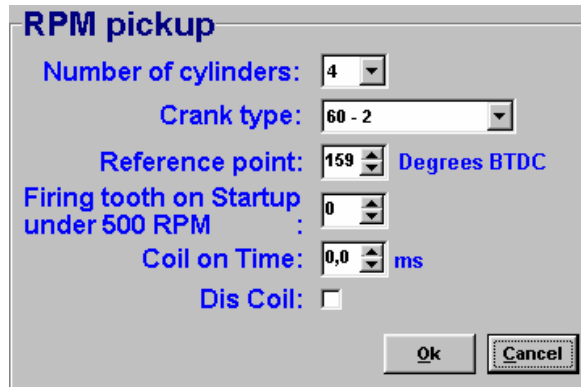 RPM pickup
Number of cylinders: 4
Crank type: 60 - 2
Reference point: 159 Degrees BTDC
Firing tooth on Startup
under 500 RPM : 0
Coil on Time: 0,0 ms
Dis Coil:
Ok Cancel